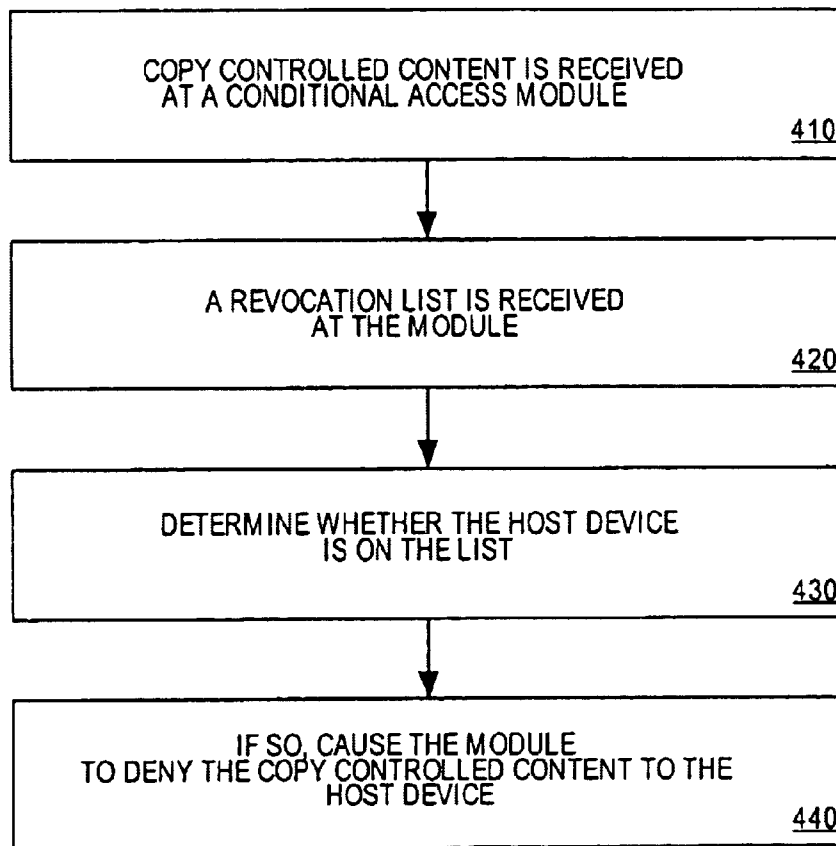 COPY CONTROLLED CONTENT IS RECEIVED
AT A CONDITIONAL ACCESS MODULE
410
A REVOCATION LIST IS RECEIVED
AT THE MODULE
420
DETERMINE WHETHER THE HOST DEVICE
IS ON THE LIST
430
IF SO, CAUSE THE MODULE
TO DENY THE COPY CONTROLLED CONTENT TO THE
HOST DEVICE
440